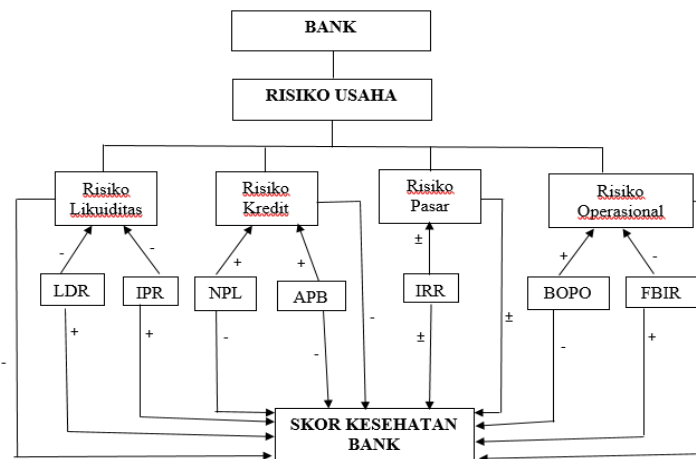 BANK
RISIKO USAHA
Risiko
Likuiditas
Risiko
Kredit
Risiko
Pasar
Risiko
Operasional
-
-
+
+
±
+
-
LDR
IPR
NPL
APB
IRR
BOPO
FBIR
+
+
-
-
-
±
±
-
+
-
SKOR KESEHATAN
BANK